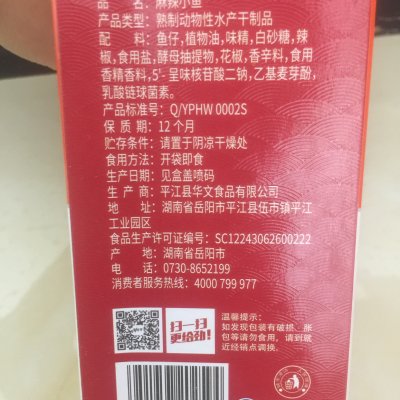 品　　名：麻辣小鱼
产品类型：熟制动物性水产干制品
配　　料：鱼仔,植物油,味精,白砂糖,辣
椒,食用盐,酵母抽提物,花椒,香辛料,食用
香精香料,5'-呈味核苷酸二钠,乙基麦芽酚,
乳酸链球菌素。
产品标准号：Q/YPHW 0002S
保 质 期：12个月
贮存条件：请置于阴凉干燥处
食用方法：开袋即食
生产日期：见盒盖喷码
生 产 商：平江县华文食品有限公司
地　　址：湖南省岳阳市平江县伍市镇平江
工业园区
食品生产许可证编号：SC12243062600222
产　　地：湖南省岳阳市
电　　话：0730-8652199
消费者服务热线：4000 799 977
扫一扫
更给劲!
温馨提示：
如发现包装有破损、胀
包等请勿食用，请到就
近经销点调换.